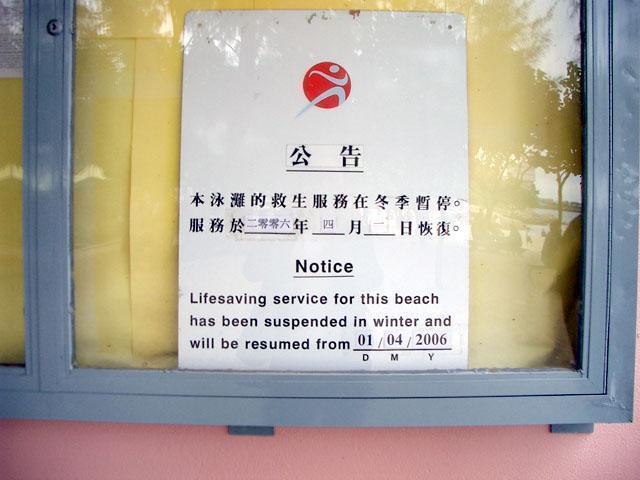 公告
本泳灘的救生服務在冬季暫停。
服務於二零零六年四月一日恢復。
Notice
Lifesaving service for this beach
has been suspended in winter and
will be resumed from 01/04/2006
D M Y